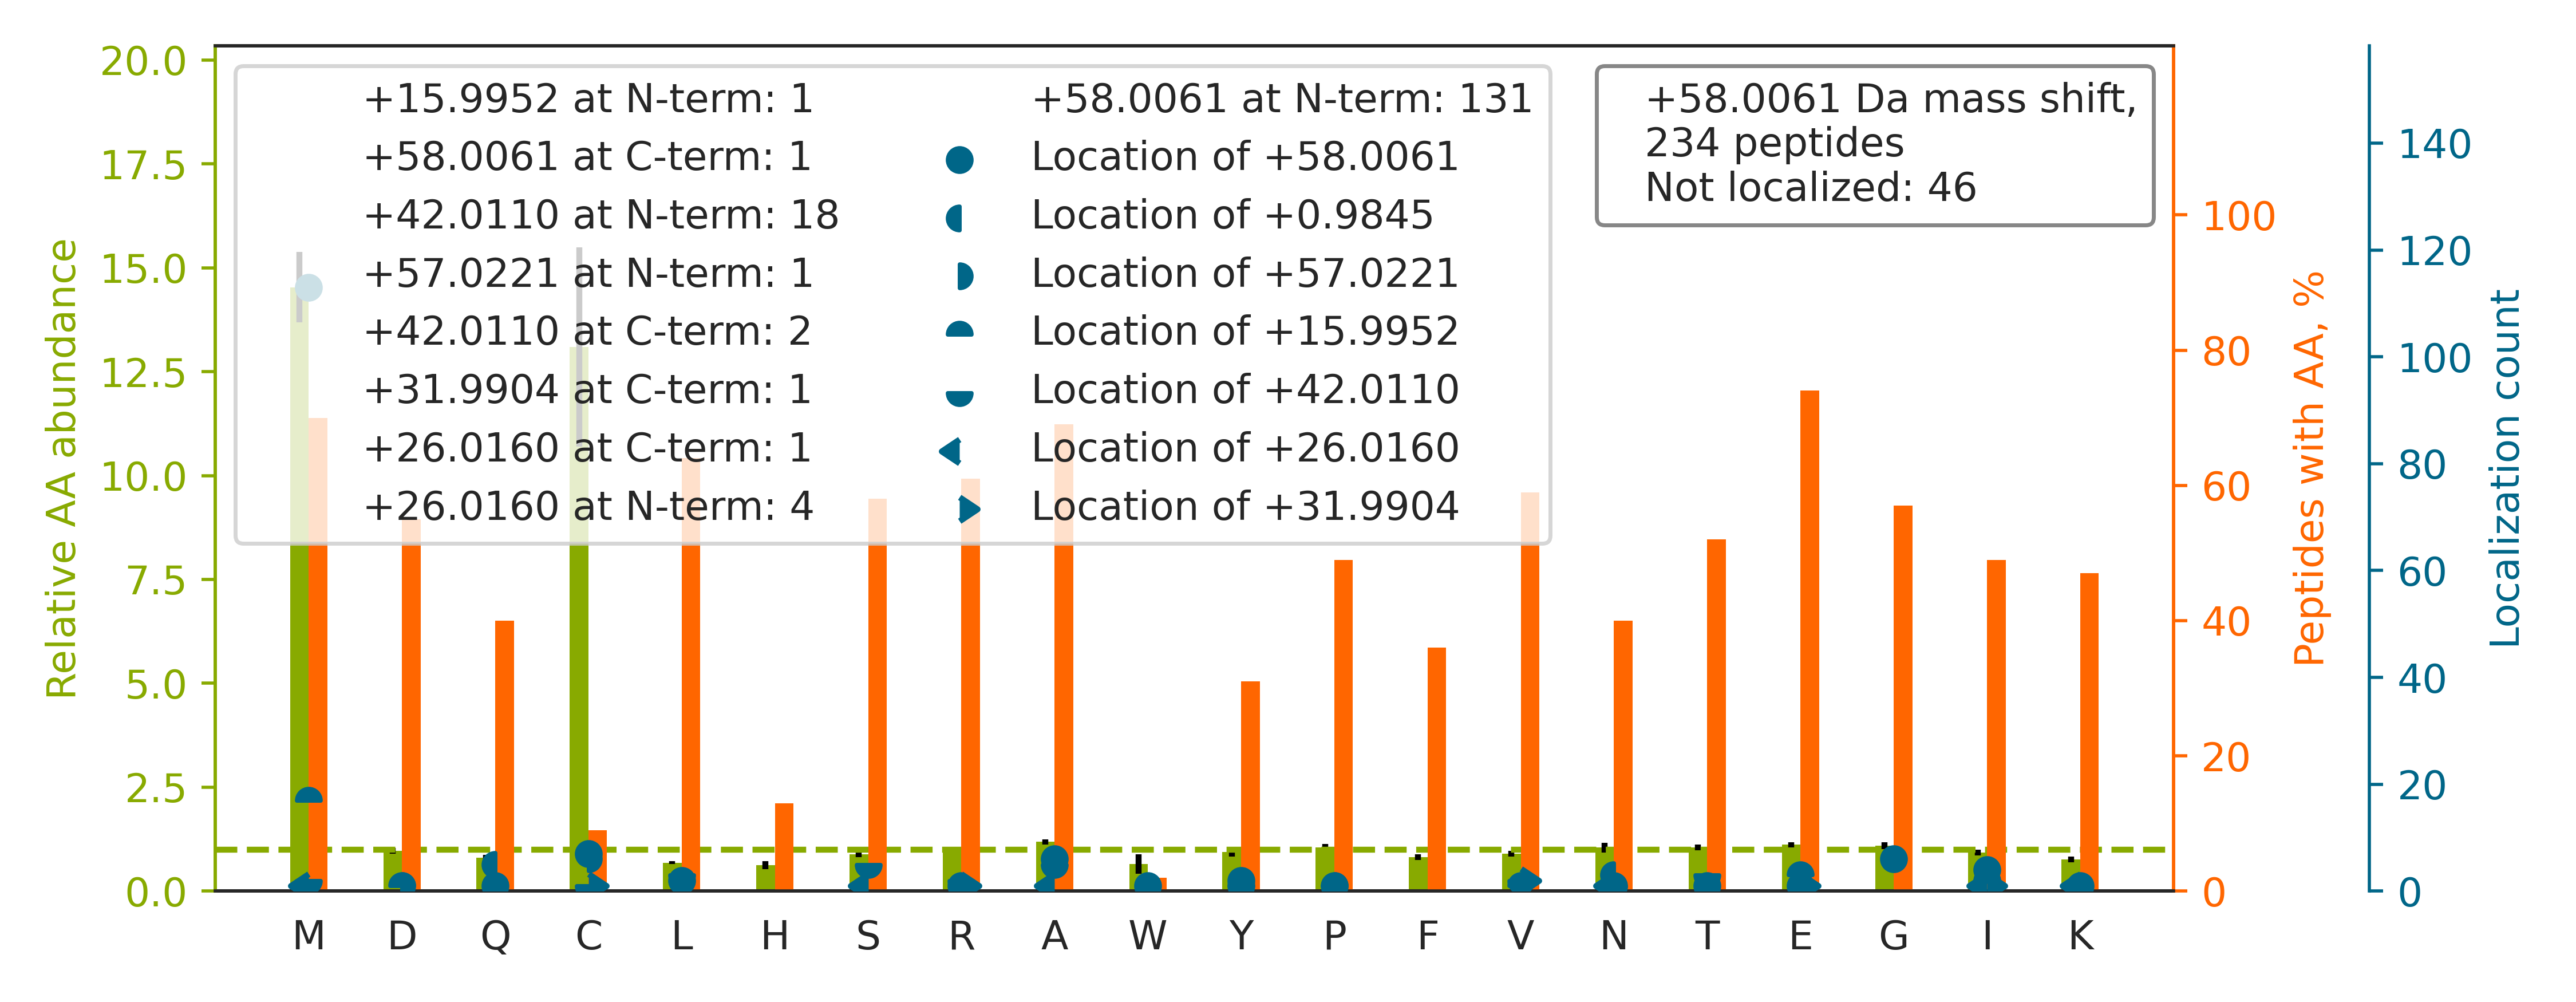 20.0
17.5
15.0
12.5
10.0
7.5
5.0
2.5
0.0
Relative AA abundance
+15.9952 at N-term: 1
+58.0061 at C-term: 1
+42.0110 at N-term: 18
+57.0221 at N-term: 1
+42.0110 at C-term: 2
+31.9904 at C-term: 1
+26.0160 at C-term: 1
+26.0160 at N-term: 4
+58.0061 at N-term: 131
Location of +58.0061
Location of +0.9845
Location of +57.0221
Location of +15.9952
Location of +42.0110
Location of +26.0160
Location of +31.9904
+58.0061 Da mass shift,
234 peptides
Not localized: 46
100
80
60
40
20
0
Peptides with AA, %
140
120
100
80
60
40
20
0
Localization count
M D Q C L H S R A W Y P F V N T E G I K